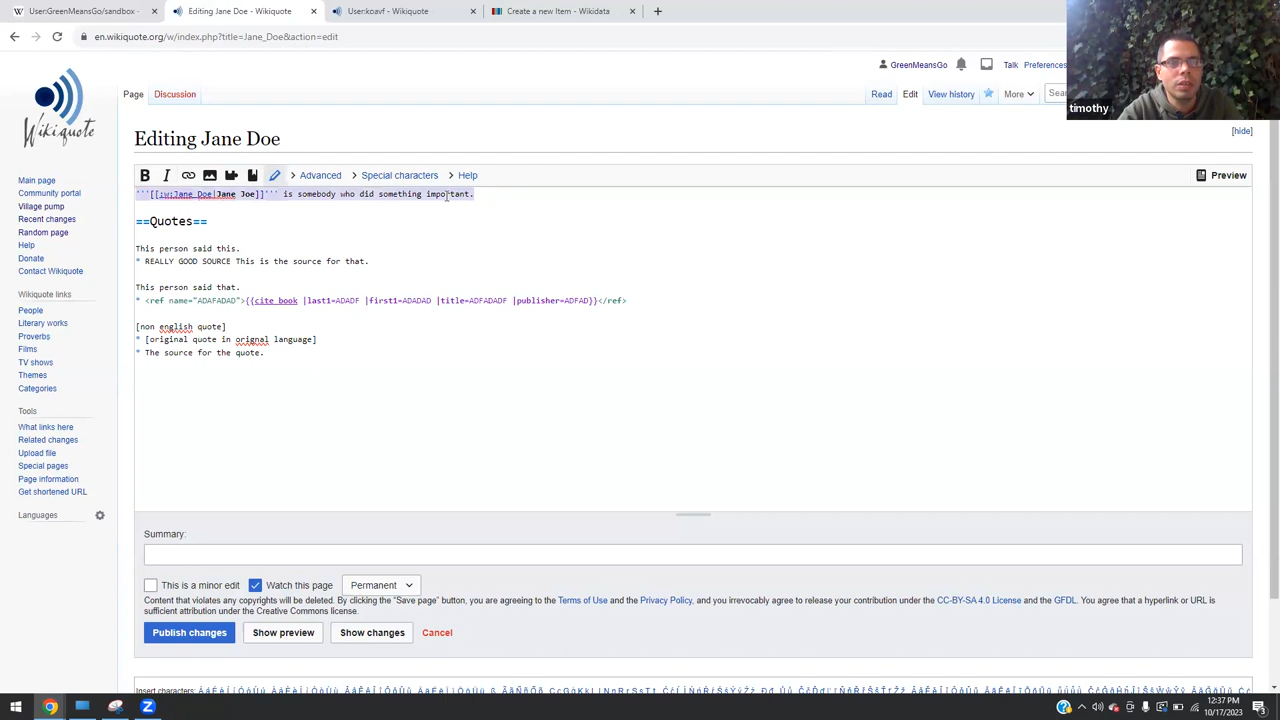 User:GreenMeansGo/sandbox -
Editing Jane Doe - Wikiquote
User:koavf - Wikiquote
Create a new Item - Wikidata
en.wikiquote.org/w/index.php?title=Jane_Doe&action=edit
GreenMeansGo
Talk
Preferences
timothy
Wikiquote
Page
Discussion
Read
Edit
View history
More
Sea
Editing Jane Doe
[hide]
B
I
Advanced
Special characters
Help
Preview
'''[[:w:Jane Doe|Jane Joe]]''' is somebody who did something important.
==Quotes==
This person said this.
* REALLY GOOD SOURCE This is the source for that.
This person said that.
* <ref name="ADAFADAD">{{cite book |last1=ADADF |first1=ADADAD |title=ADFADADF |publisher=ADFAD}}</ref>
[non english quote]
* [original quote in orignal language]
* The source for the quote.
Main page
Community portal
Village pump
Recent changes
Random page
Help
Donate
Contact Wikiquote
Wikiquote links
People
Literary works
Proverbs
Films
TV shows
Themes
Categories
Tools
What links here
Related changes
Upload file
Special pages
Page information
Get shortened URL
Languages
Summary:
This is a minor edit
Watch this page
Permanent
Content that violates any copyrights will be deleted. By clicking the "Save page" button, you are agreeing to the Terms of Use and the Privacy Policy, and you irrevocably agree to release your contribution under the CC-BY-SA 4.0 License and the GFDL. You agree that a hyperlink or URL is
sufficient attribution under the Creative Commons license.
Publish changes
Show preview
Show changes
Cancel
Insert characters:
12:37 PM
10/17/2023
3